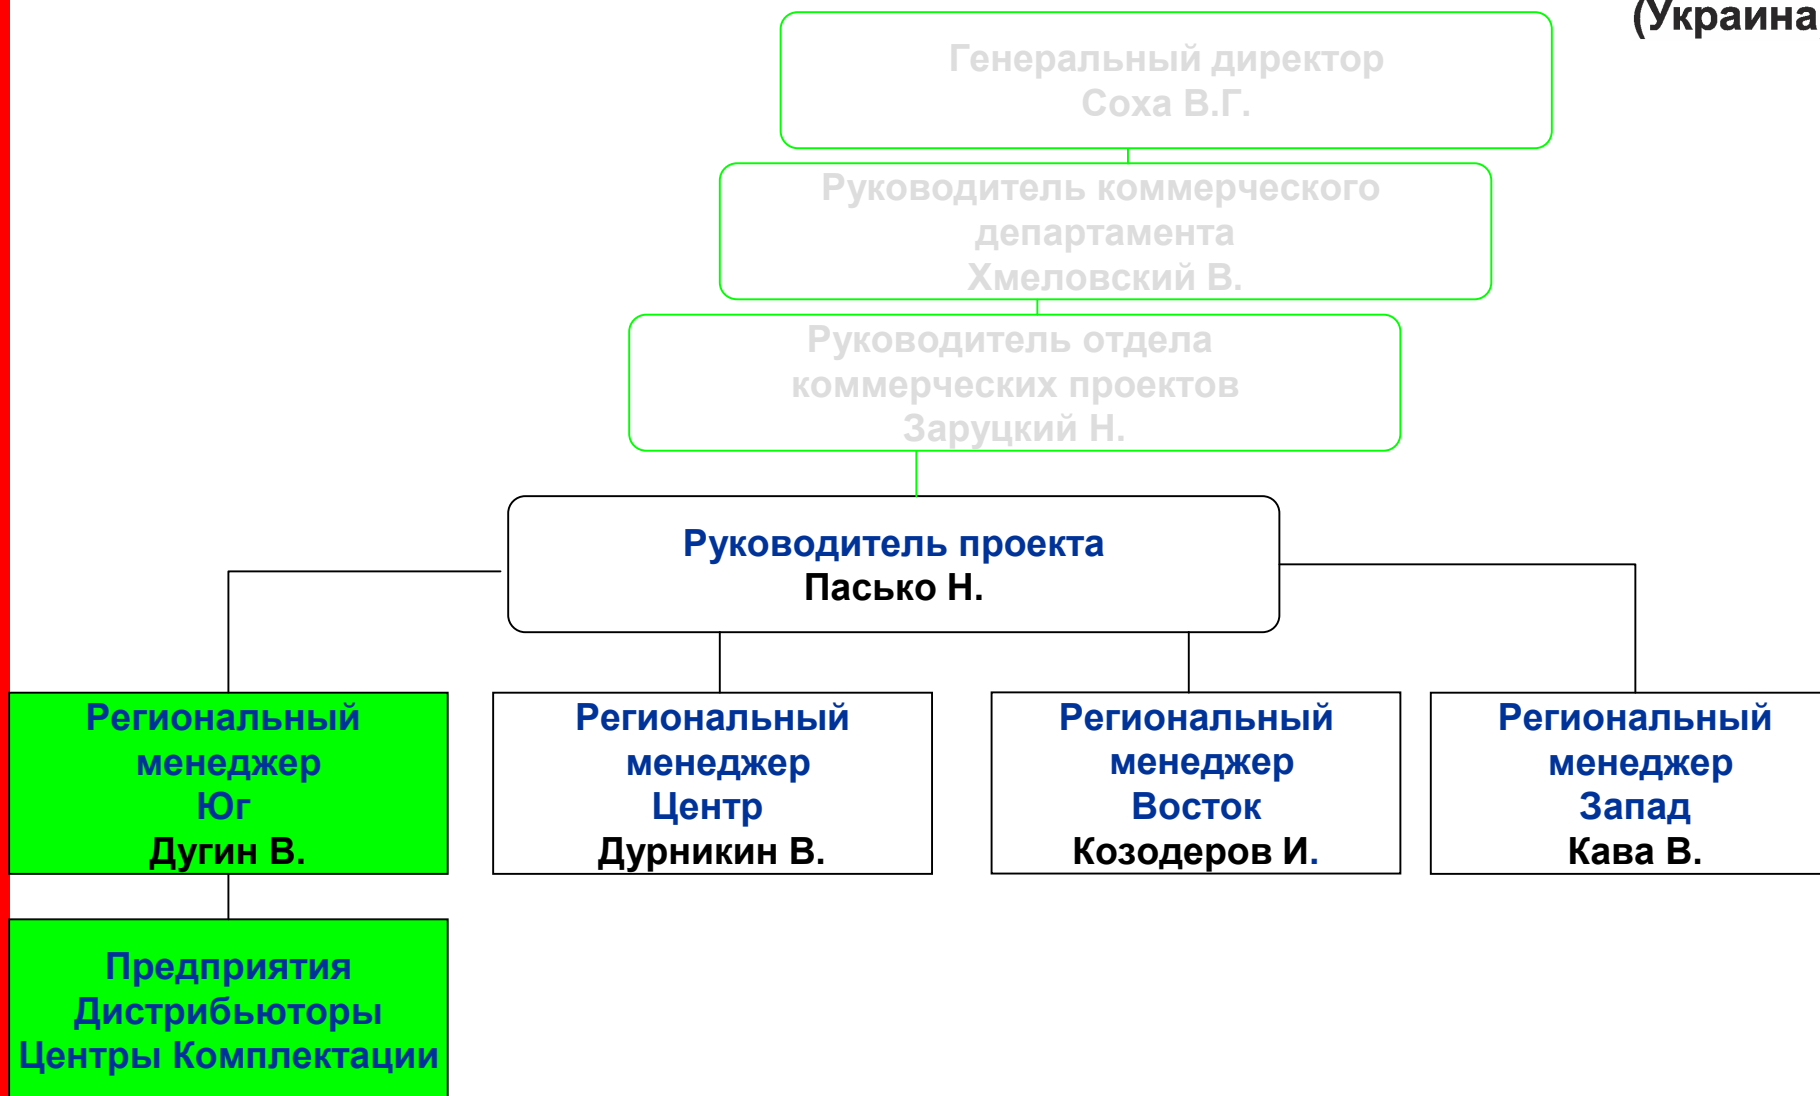 (Украина
Генеральный директор
Соха В.Г.
Руководитель коммерческого
департамента
Хмеловский В.
Руководитель отдела
коммерческих проектов
Заруцкий Н.
Руководитель проекта
Пасько Н.
Региональный
менеджер
Юг
Дугин В.
Региональный
менеджер
Центр
Дурникин В.
Региональный
менеджер
Восток
Козодеров И.
Региональный
менеджер
Запад
Кава В.
Предприятия
Дистрибьюторы
Центры Комплектации